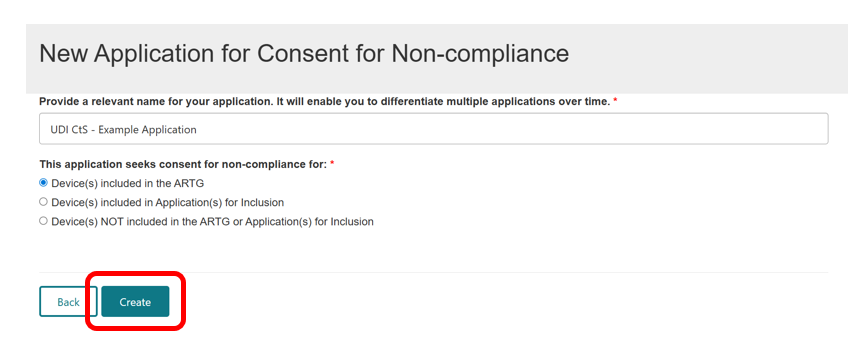 New Application for Consent for Non-compliance
Provide a relevant name for your application. It will enable you to differentiate multiple applications over time. *
UDI CtS - Example Application
This application seeks consent for non-compliance for: *
Device(s) included in the ARTG
Device(s) included in Application(s) for Inclusion
Device(s) NOT included in the ARTG or Application(s) for Inclusion
Back Create